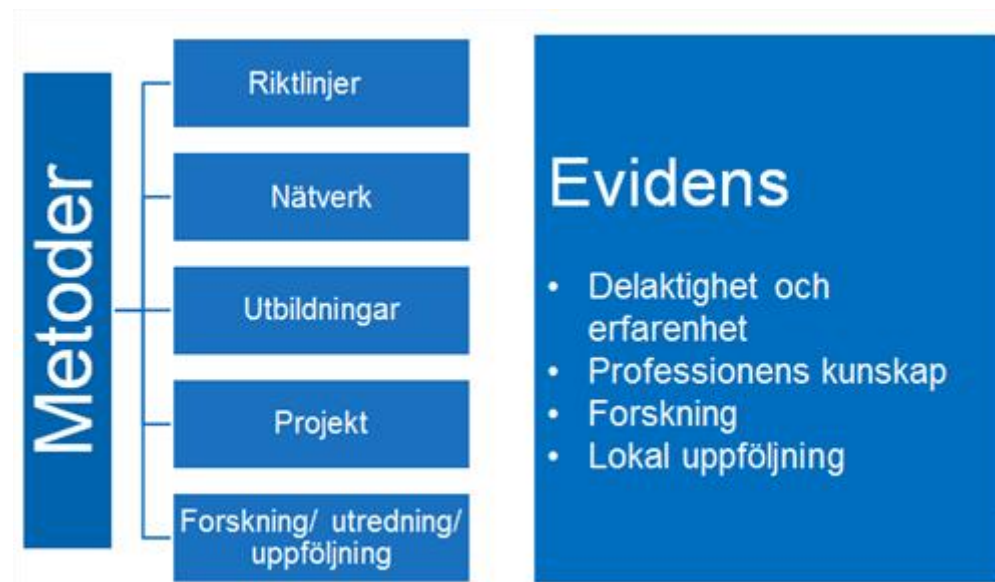 Metoder
Riktlinjer
Nätverk
Utbildningar
Projekt
Forskning/ utredning/
uppföljning
Evidens
• Delaktighet och
erfarenhet
• Professionens kunskap
• Forskning
• Lokal uppföljning